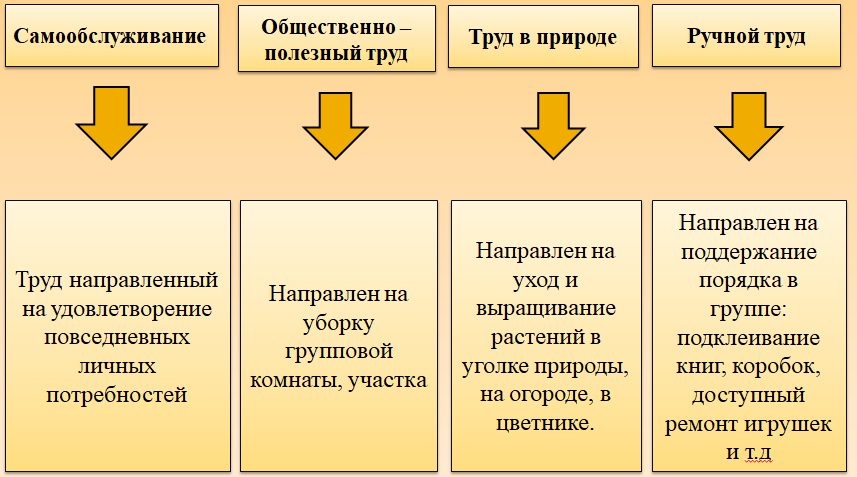 Самообслуживание
Общественно –
полезный труд
Труд в природе
Ручной труд
Труд направленный
на удовлетворение
повседневных
личных
потребностей
Направлен на
уборку
групповой
комнаты, участка
Направлен на
уход и
выращивание
растений в
уголке природы,
на огороде, в
цветнике.
Направлен на
поддержание
порядка в
группе:
подклеивание
книг, коробок,
доступный
ремонт игрушек
и т.д